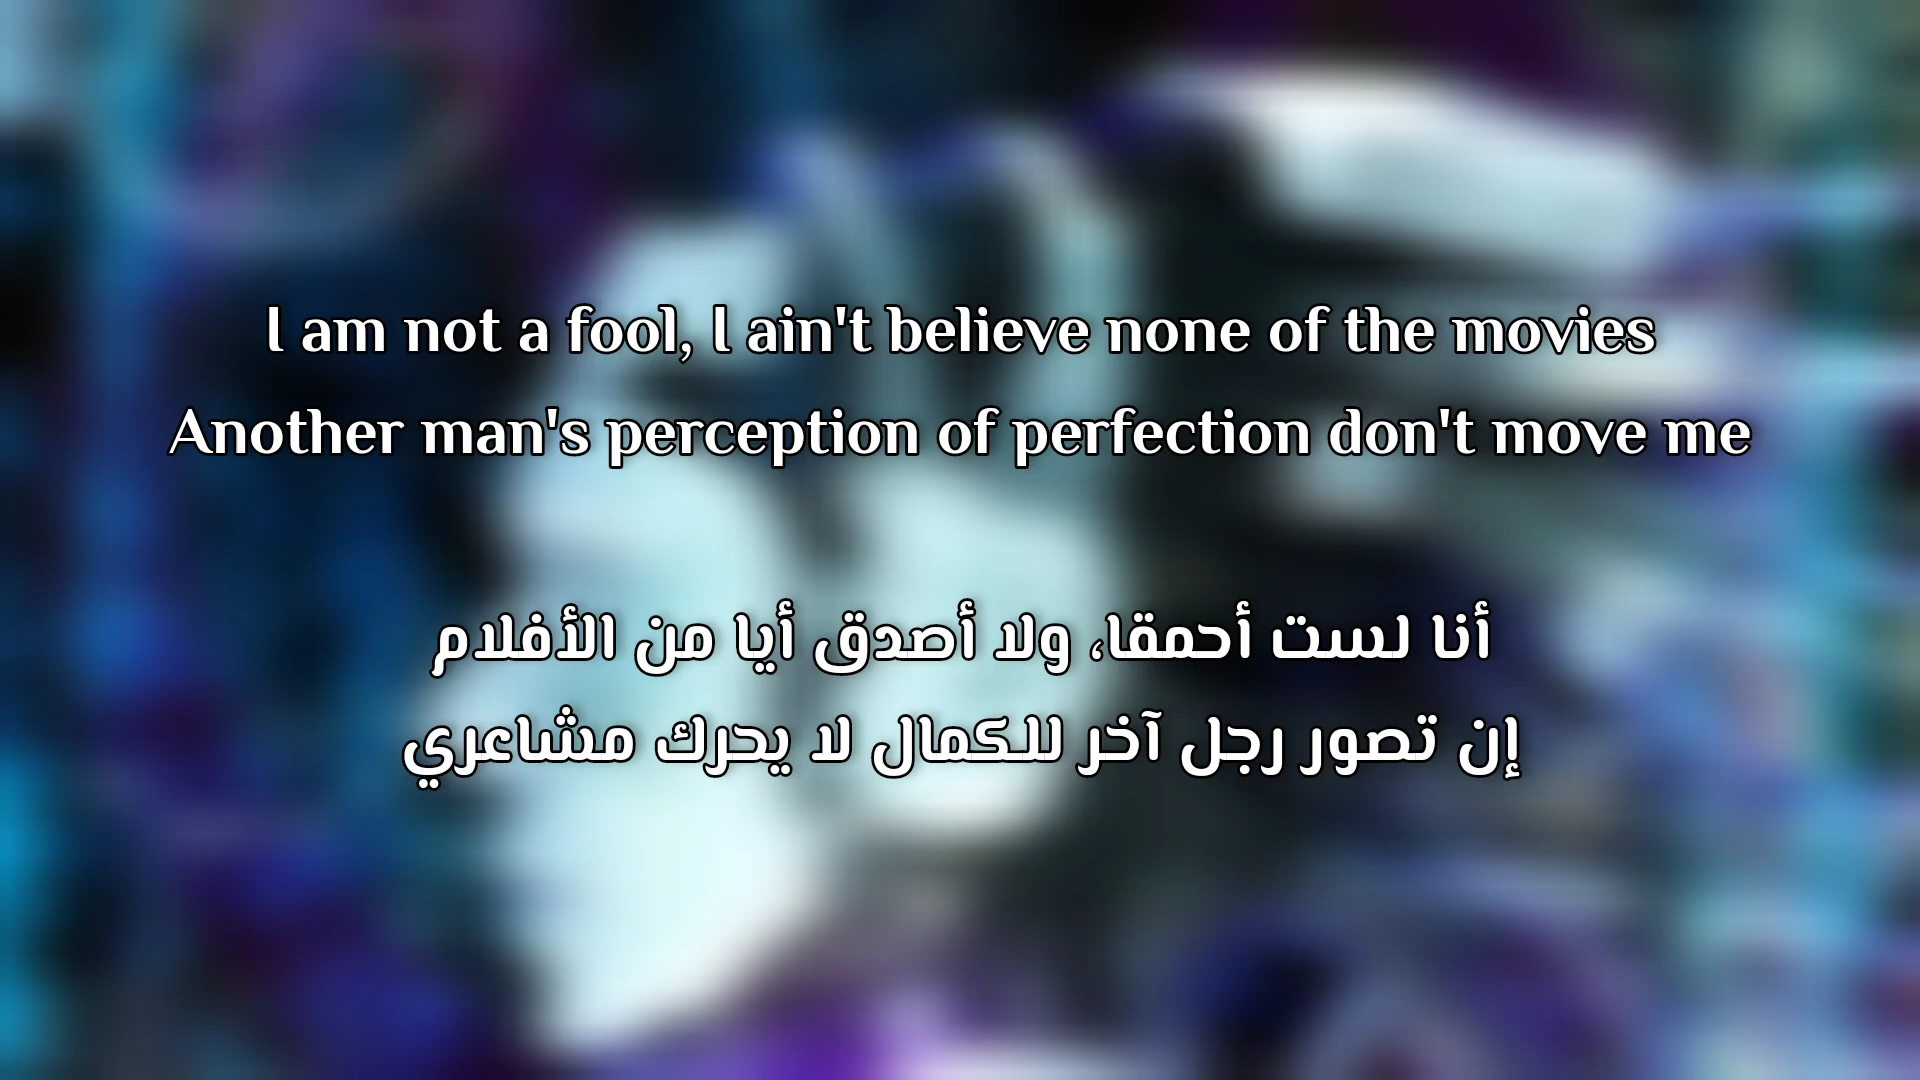 I am not a fool, I ain't believe none of the movies
Another man's perception of perfection don't move me
أنا لست أحمقا، ولا أصدق أيا من الأفلام
إن تصور رجل آخر للكمال لا يحرك مشاعري